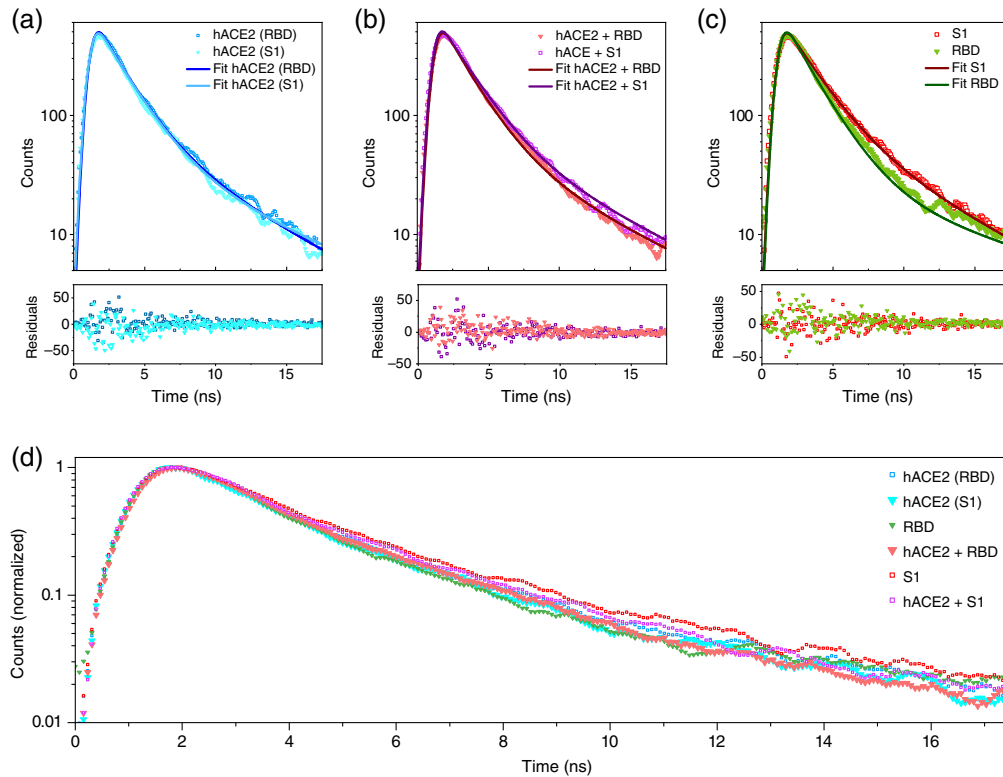 (a)
hACE2 (RBD)
hACE2 (S1)
Fit hACE2 (RBD)
Fit hACE2 (S1)
100
10
Counts
50
0
−50
Residuals
0 5 10 15
Time (ns)
(b)
hACE2 + RBD
hACE + S1
Fit hACE2 + RBD
Fit hACE2 + S1
100
10
Counts
50
0
−50
Residuals
0 5 10 15
Time (ns)
(c)
S1
RBD
Fit S1
Fit RBD
100
10
Counts
50
0
−50
Residuals
0 5 10 15
Time (ns)
(d)
hACE2 (RBD)
hACE2 (S1)
RBD
hACE2 + RBD
S1
hACE2 + S1
1
0.1
0.01
Counts (normalized)
0 2 4 6 8 10 12 14 16
Time (ns)